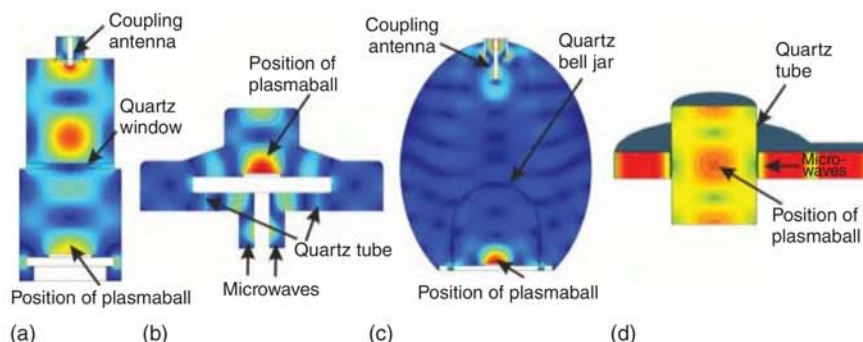 Coupling
antenna
Quartz
window
Position of plasmaball
(a)
Position of
plasmaball
Quartz tube
Microwaves
(b)
Coupling
antenna
Quartz
bell jar
Position of plasmaball
(c)
Quartz
tube
Micro-
waves
Position of
plasmaball
(d)